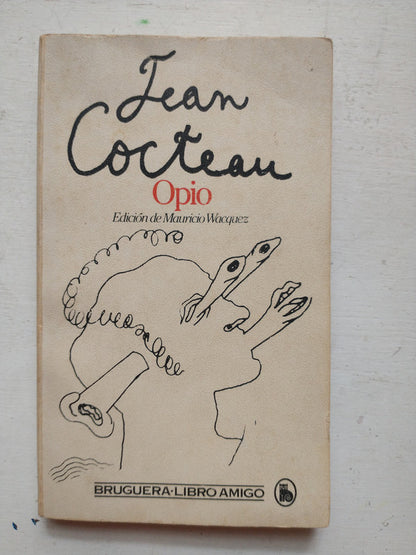 Jean
Cocteau
Opio
Edición de Mauricio Wacquez
BRUGUERA·LIBRO AMIGO